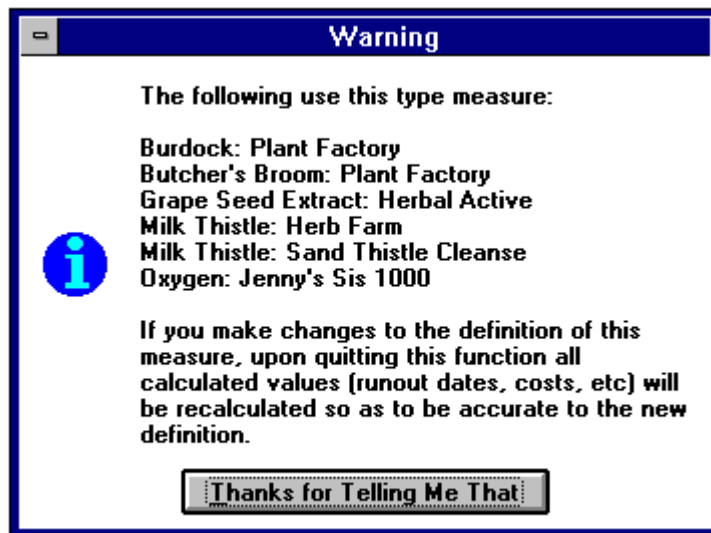 Warning
The following use this type measure:
Burdock: Plant Factory
Butcher's Broom: Plant Factory
Grape Seed Extract: Herbal Active
Milk Thistle: Herb Farm
Milk Thistle: Sand Thistle Cleanse
Oxygen: Jenny's Sis 1000
If you make changes to the definition of this
measure, upon quitting this function all
calculated values (runout dates, costs, etc) will
be recalculated so as to be accurate to the new
definition.
Thanks for Telling Me That